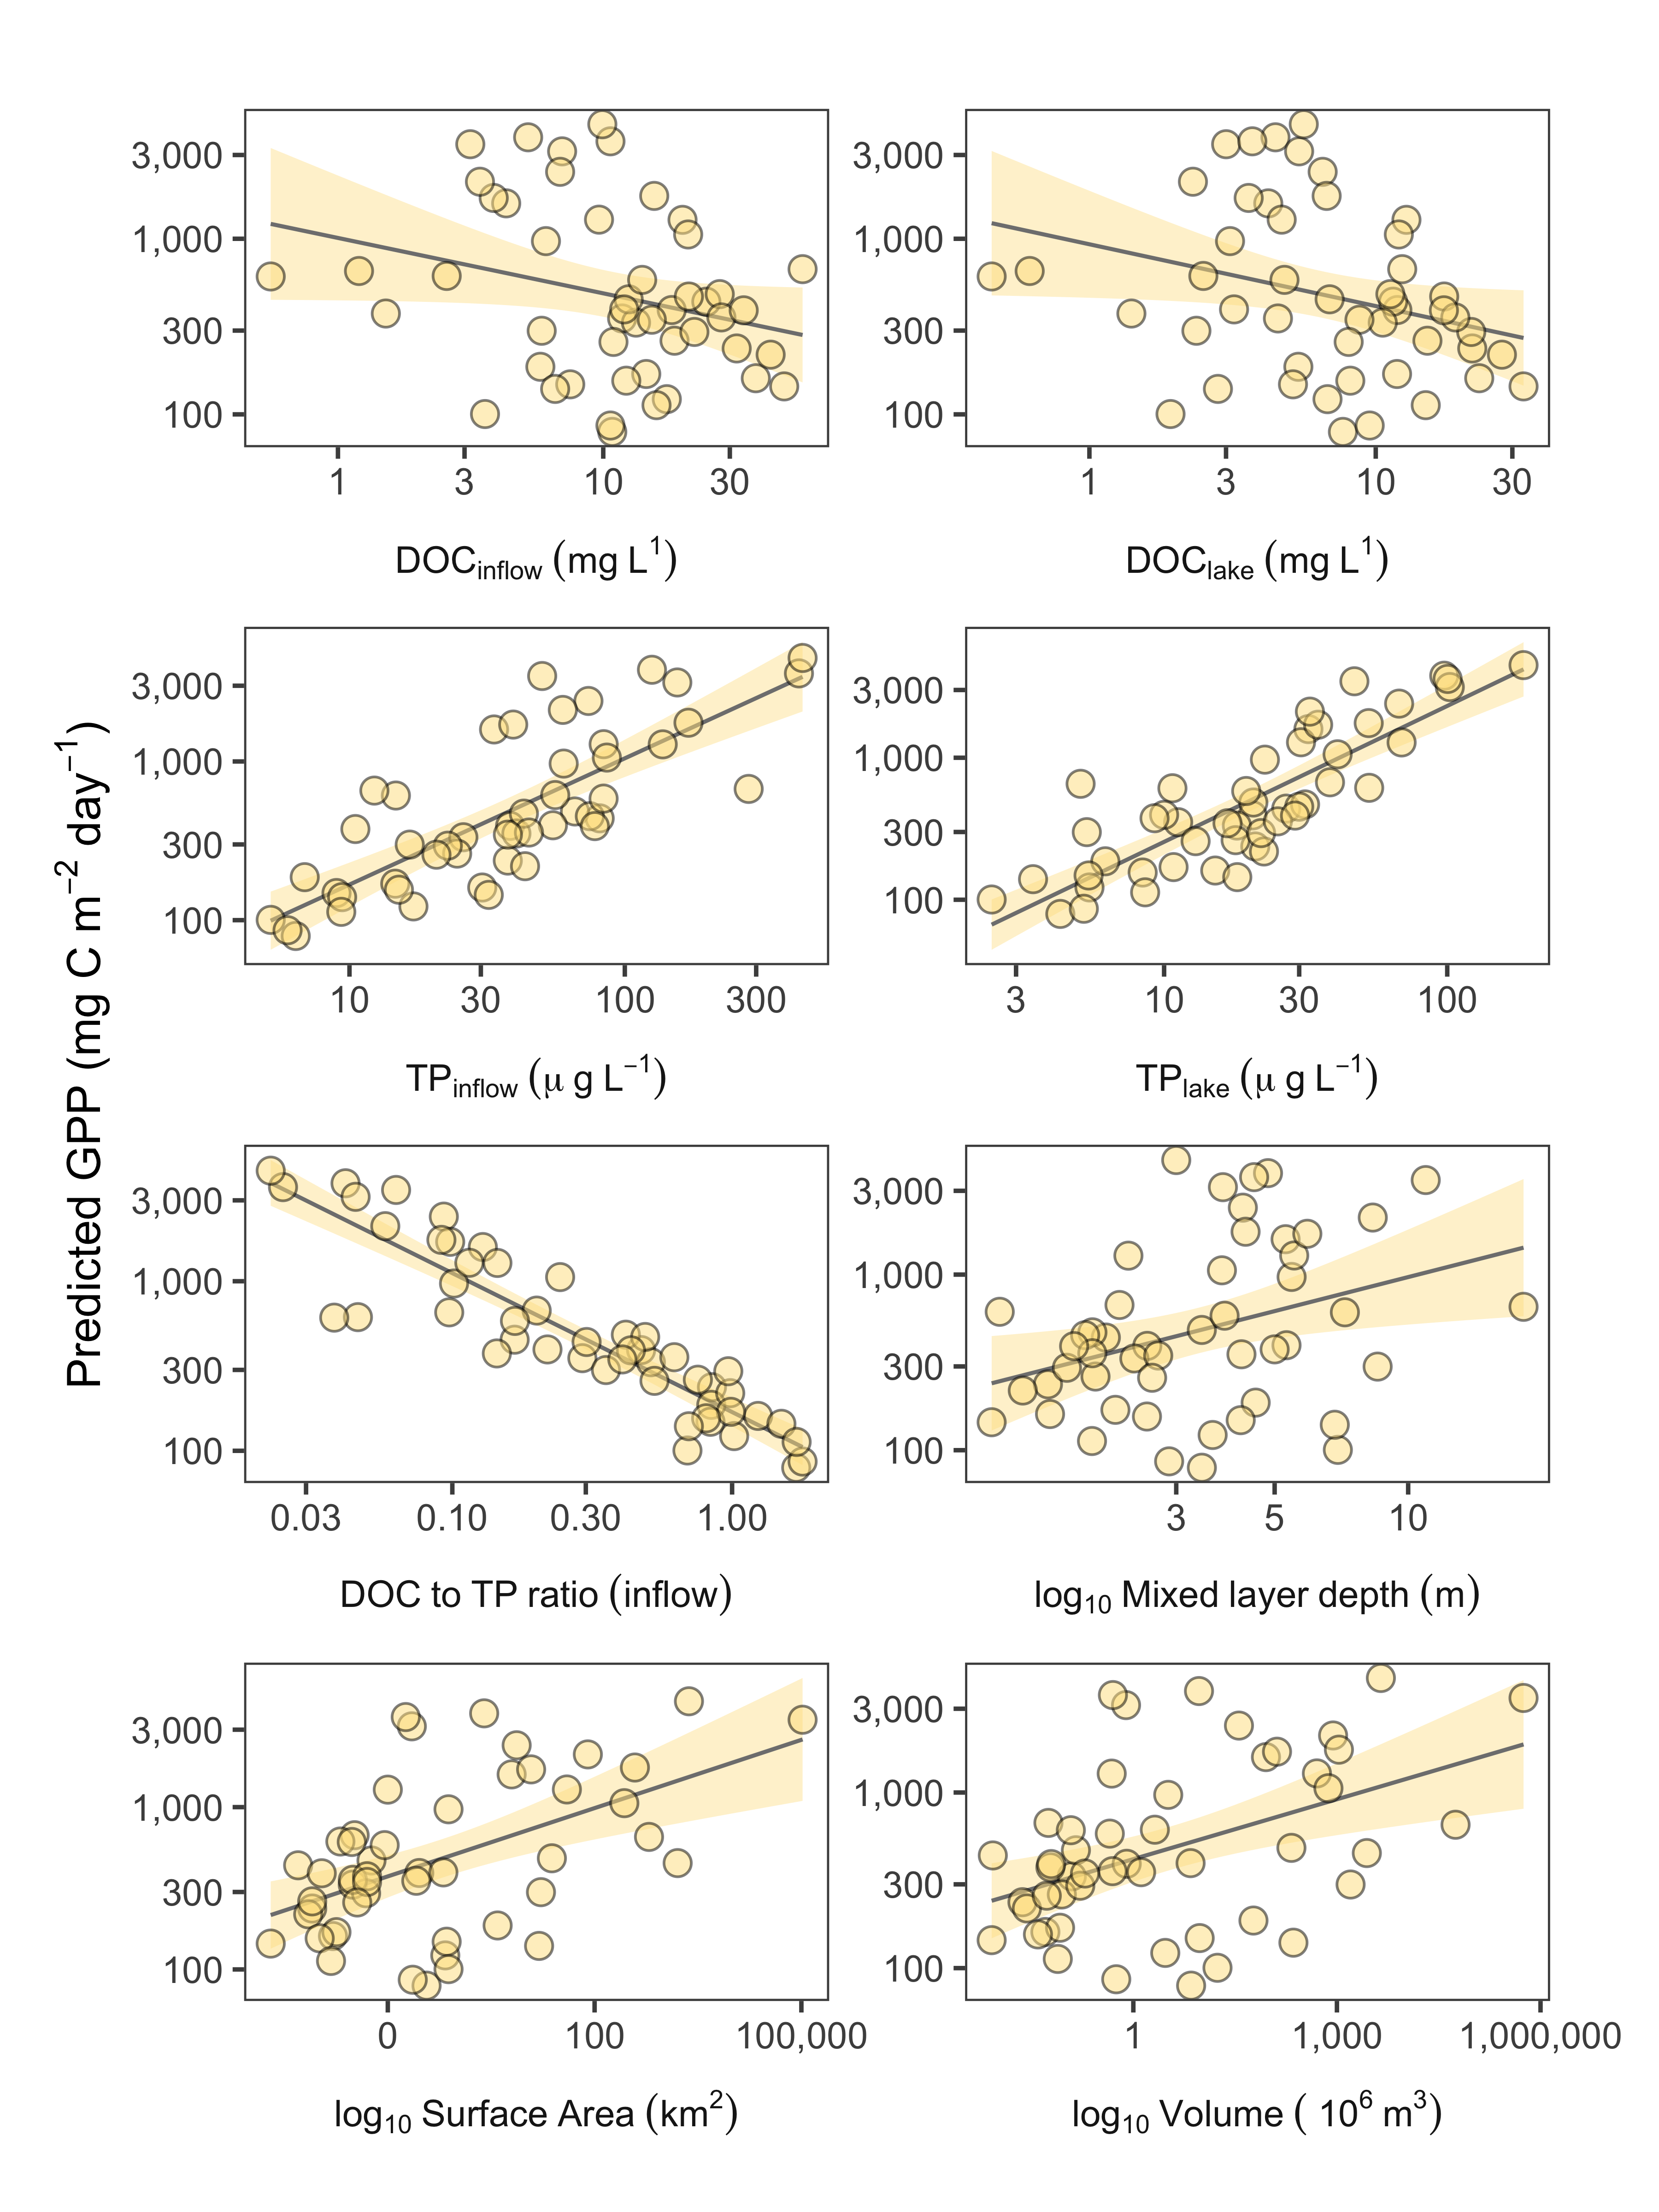 Predicted GPP (mg C m⁻² day⁻¹)
3,000
1,000
300
100
1 3 10 30
DOCinflow (mg L¹)
3,000
1,000
300
100
1 3 10 30
DOClake (mg L¹)
3,000
1,000
300
100
10 30 100 300
TPinflow (μ g L⁻¹)
3,000
1,000
300
100
3 10 30 100
TPlake (μ g L⁻¹)
3,000
1,000
300
100
0.03 0.10 0.30 1.00
DOC to TP ratio (inflow)
3,000
1,000
300
100
3 5 10
log₁₀ Mixed layer depth (m)
3,000
1,000
300
100
0 100 100,000
log₁₀ Surface Area (km²)
3,000
1,000
300
100
1 1,000 1,000,000
log₁₀ Volume ( 10⁶ m³)